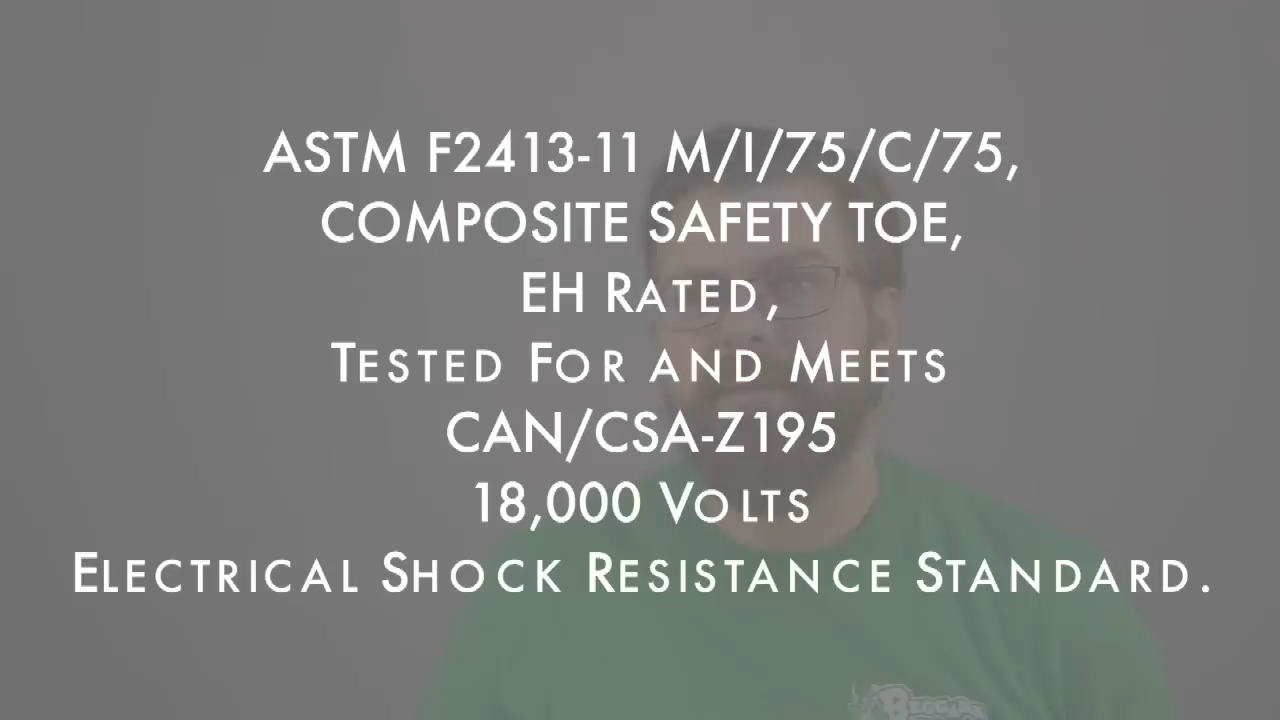 ASTM F2413-11 M/I/75/C/75,
COMPOSITE SAFETY TOE,
EH RATED,
TESTED FOR AND MEETS
CAN/CSA-Z195
18,000 VOLTS
ELECTRICAL SHOCK RESISTANCE STANDARD.